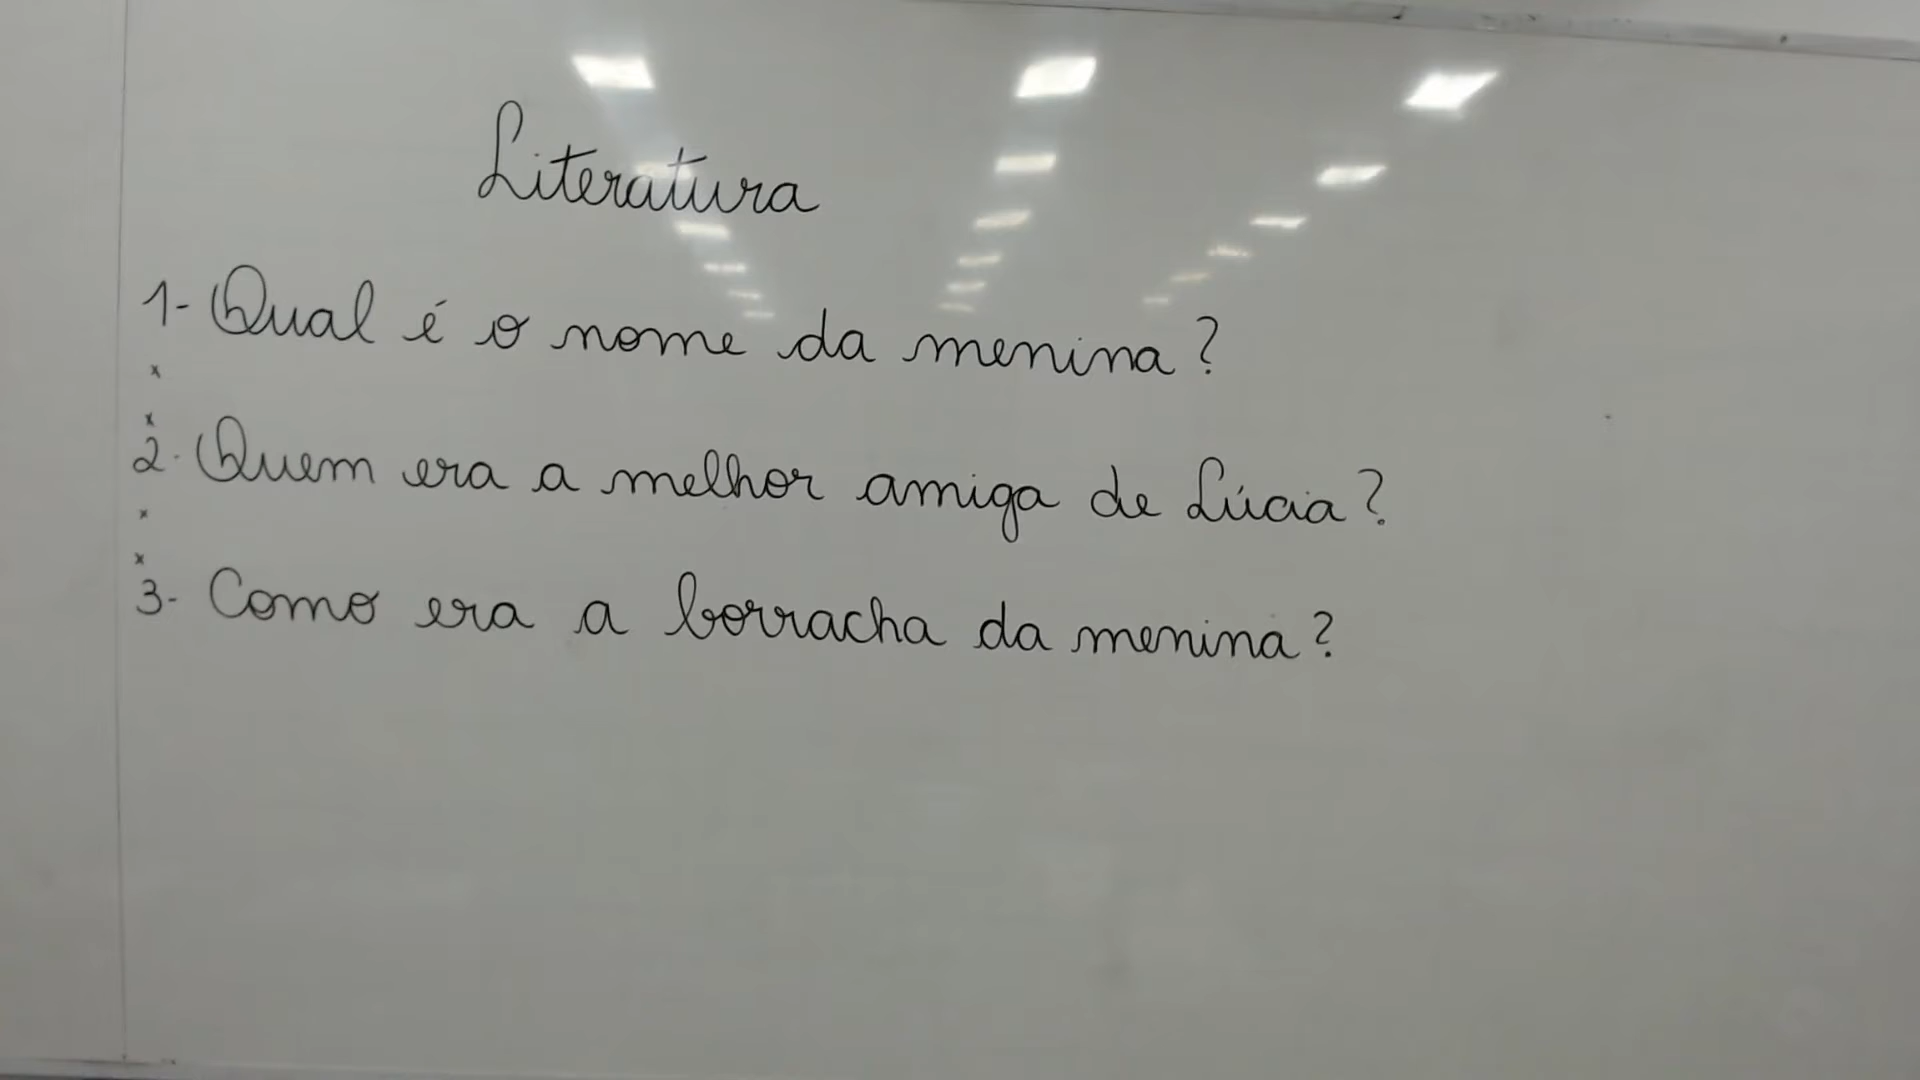 Literatura
1- Qual é o nome da menina?
x
x
2- Quem era a melhor amiga de Lúcia?
x
x
3- Como era a borracha da menina?